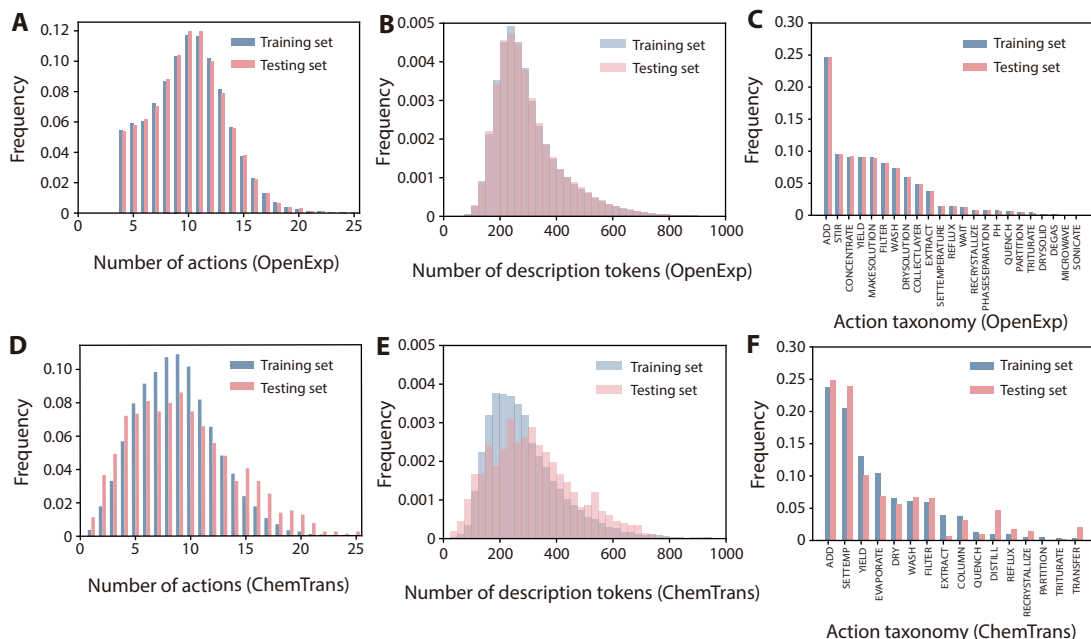 A
Frequency
0.12
0.10
0.08
0.06
0.04
0.02
0
5
10
15
20
25
Training set
Testing set
Number of actions (OpenExp)
B
Frequency
0.005
0.004
0.003
0.002
0.001
0.000
200
400
600
800
1000
Training set
Testing set
Number of description tokens (OpenExp)
C
Frequency
0.30
0.25
0.20
0.15
0.10
0.05
0
Training set
Testing set
ADD
STIR
CONCENTRATE
YIELD
MAKESOLUTION
FILTER
WASH
DRYSOLUTION
COLLECTLAYER
EXTRACT
SETTEMPERATURE
REFLUX
WAIT
RECRYSTALLIZE
PHASESEPARATION
PH
QUENCH
PARTITION
TRITURATE
DRYSOLID
DEGAS
MICROWAVE
SONICATE
Action taxonomy (OpenExp)
D
Frequency
0.10
0.08
0.06
0.04
0.02
0
0
5
10
15
20
25
Training set
Testing set
Number of actions (ChemTrans)
E
Frequency
0.005
0.004
0.003
0.002
0.001
0.000
0
200
400
600
800
1000
Training set
Testing set
Number of description tokens (ChemTrans)
F
Frequency
0.30
0.25
0.20
0.15
0.10
0.05
0
Training set
Testing set
ADD
SETTEMP
YIELD
EVAPORATE
DRY
WASH
FILTER
EXTRACT
COLUMN
QUENCH
DISTILL
REFLUX
RECRYSTALLIZE
PARTITION
TRITURATE
TRANSFER
Action taxonomy (ChemTrans)